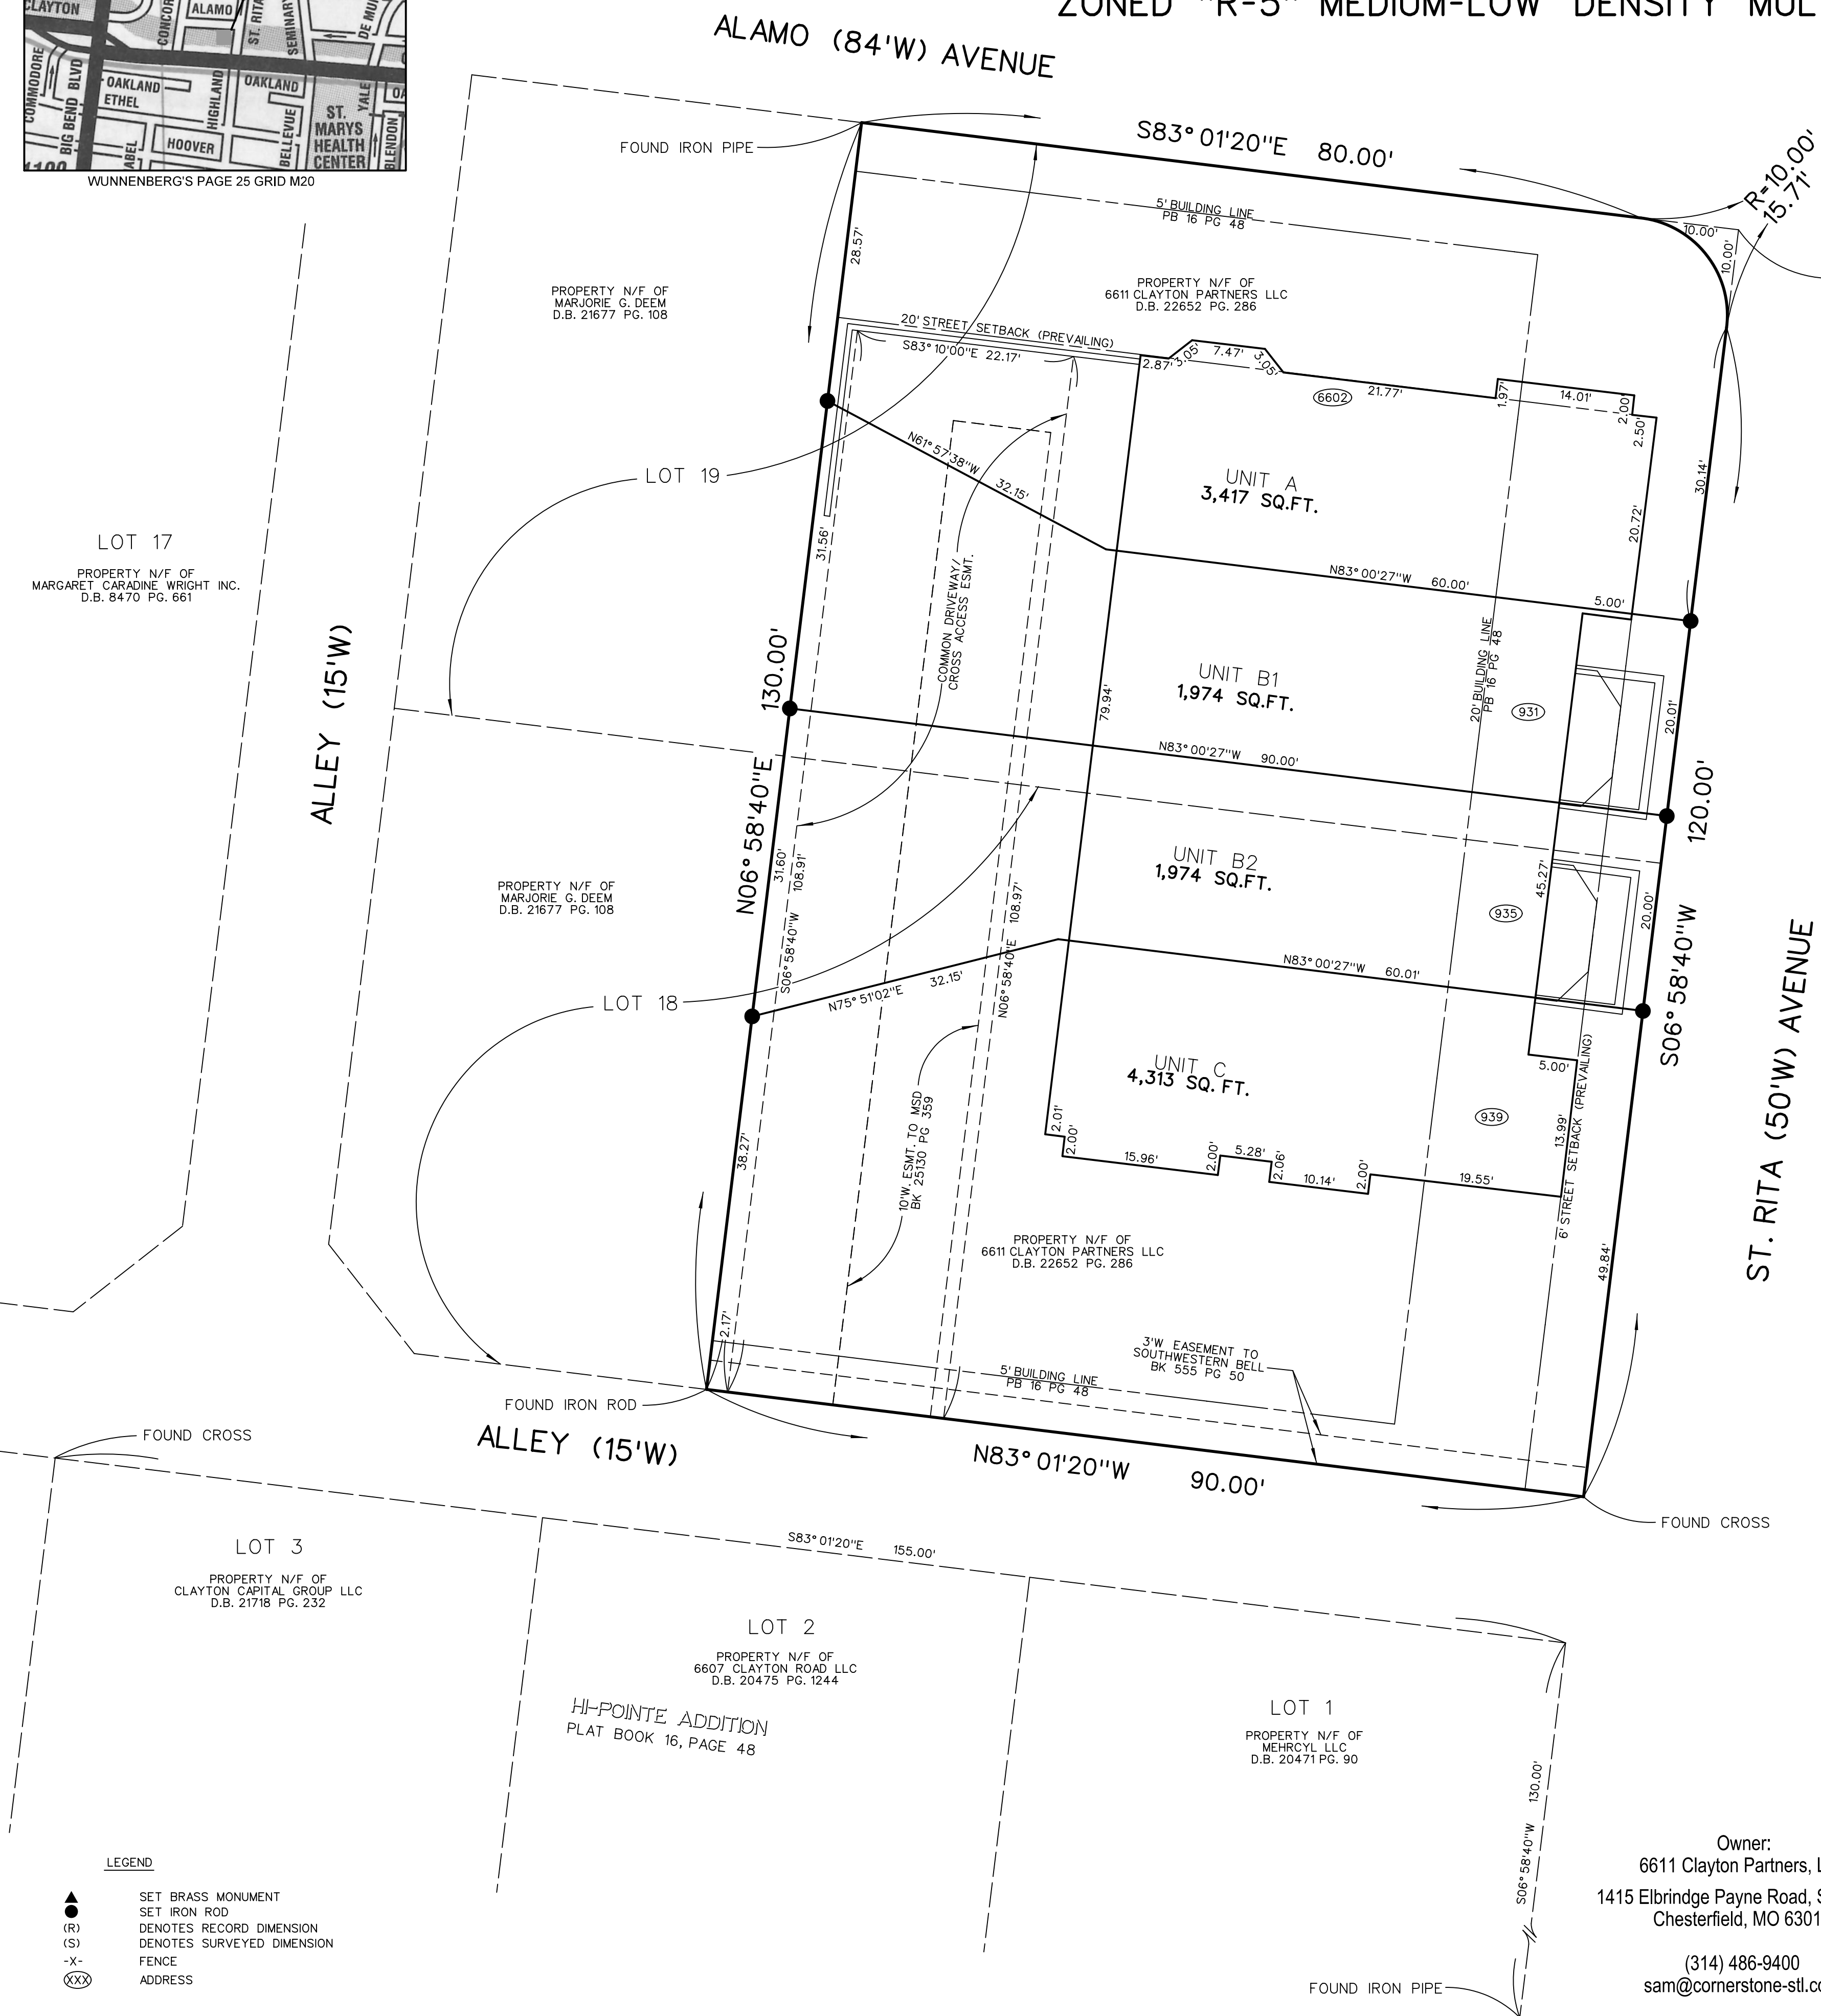 CLAYTON
CONCOR
ALAMO
ST. RITA
SEMINARY
DE MU
COMMODORE
BIG BEND BLVD
OAKLAND
ETHEL
HIGHLAND
OAKLAND
BELLEVUE
YALE
ST.
MARYS
HEALTH
CENTER
HOOVER
ABEL
BLENDON
1100
WUNNENBERG'S PAGE 25 GRID M20
ZONED "R-5" MEDIUM-LOW DENSITY MUL
ALAMO (84'W) AVENUE
FOUND IRON PIPE
S83°01'20"E 80.00'
R=10.00'
15.71'
10.00'
10.00'
5' BUILDING LINE
PB 16 PG 48
28.57'
PROPERTY N/F OF
MARJORIE G. DEEM
D.B. 21677 PG. 108
PROPERTY N/F OF
6611 CLAYTON PARTNERS LLC
D.B. 22652 PG. 286
20' STREET SETBACK (PREVAILING)
S83°10'00"E 22.17'
2.87'
3.05'
7.47'
3.05'
21.77'
1.97'
14.01'
2.00'
2.50'
6602
30.14'
N61°57'38"W 32.15'
LOT 19
UNIT A
3,417 SQ.FT.
20.72'
31.56'
LOT 17
PROPERTY N/F OF
MARGARET CARADINE WRIGHT INC.
D.B. 8470 PG. 661
COMMON DRIVEWAY/
CROSS ACCESS ESMT.
N83°00'27"W 60.00'
5.00'
ALLEY (15'W)
130.00'
N06°58'40"E
79.94'
UNIT B1
1,974 SQ.FT.
20' BUILDING LINE
PB 16 PG 48
931
20.01'
N83°00'27"W 90.00'
120.00'
S06°58'40"W
UNIT B2
1,974 SQ.FT.
31.60'
108.91'
S06°58'40"W
PROPERTY N/F OF
MARJORIE G. DEEM
D.B. 21677 PG. 108
45.27'
935
20.00'
N06°58'40"E 108.97'
N83°00'27"W 60.01'
N75°51'02"E 32.15'
LOT 18
ST. RITA (50'W) AVENUE
UNIT C
4,313 SQ. FT.
5.00'
939
13.99'
6' STREET SETBACK (PREVAILING)
10'W. ESMT. TO MSD
BK 25130 PG 359
38.27'
2.01'
2.00'
15.96'
2.00'
5.28'
2.06'
10.14'
2.00'
19.55'
49.84'
PROPERTY N/F OF
6611 CLAYTON PARTNERS LLC
D.B. 22652 PG. 286
2.17'
3'W EASEMENT TO
SOUTHWESTERN BELL
BK 555 PG 50
5' BUILDING LINE
PB 16 PG 48
FOUND IRON ROD
FOUND CROSS
ALLEY (15'W)
N83°01'20"W 90.00'
FOUND CROSS
S83°01'20"E 155.00'
LOT 3
PROPERTY N/F OF
CLAYTON CAPITAL GROUP LLC
D.B. 21718 PG. 232
LOT 2
PROPERTY N/F OF
6607 CLAYTON ROAD LLC
D.B. 20475 PG. 1244
HI-POINTE ADDITION
PLAT BOOK 16, PAGE 48
LOT 1
PROPERTY N/F OF
MEHRCYL LLC
D.B. 20471 PG. 90
S06°58'40"W 130.00'
FOUND IRON PIPE
LEGEND
SET BRASS MONUMENT
SET IRON ROD
(R) DENOTES RECORD DIMENSION
(S) DENOTES SURVEYED DIMENSION
-X- FENCE
XXX ADDRESS
Owner:
6611 Clayton Partners, L
1415 Elbrindge Payne Road, S
Chesterfield, MO 6301
(314) 486-9400
sam@cornerstone-stl.co